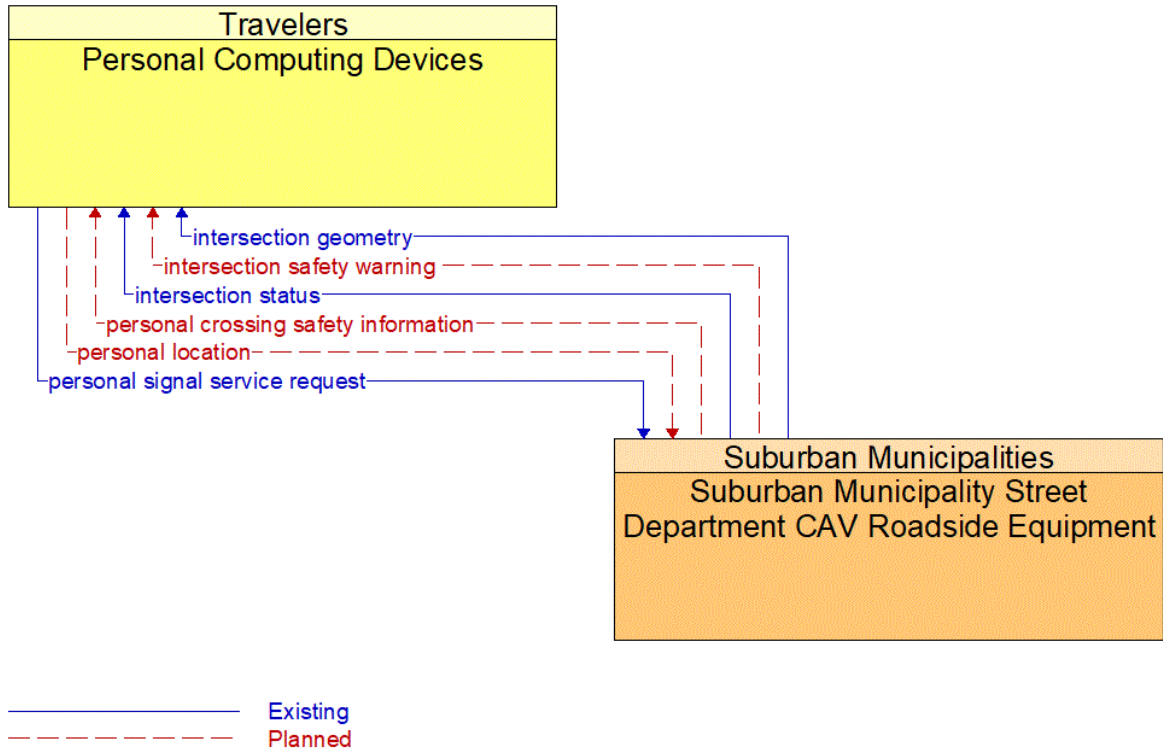 Travelers
Personal Computing Devices
intersection geometry
intersection safety warning
intersection status
personal crossing safety information
personal location
personal signal service request
Suburban Municipalities
Suburban Municipality Street
Department CAV Roadside Equipment
Existing
Planned